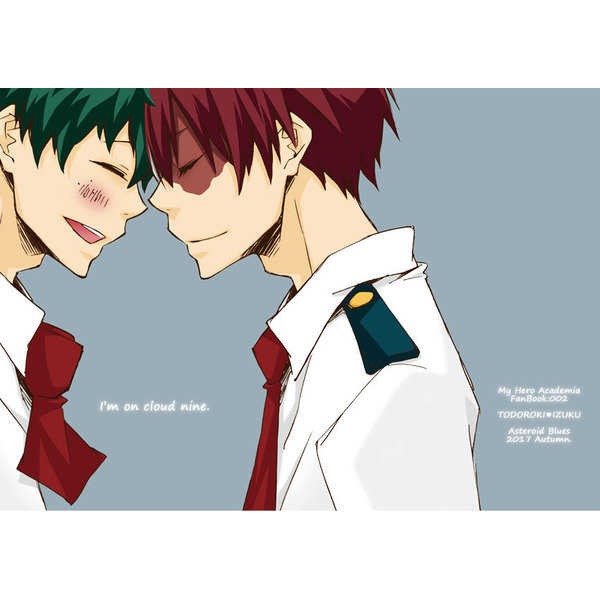 I'm on cloud nine.
My Hero Academia
FanBook:002
TODOROKI♥IZUKU
Asteroid Blues
2017 Autumn.